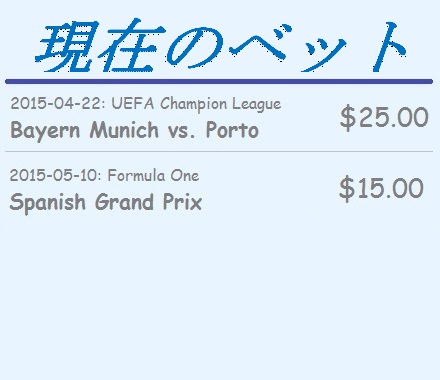 現在のベット
2015-04-22: UEFA Champion League
Bayern Munich vs. Porto
$25.00
2015-05-10: Formula One
Spanish Grand Prix
$15.00